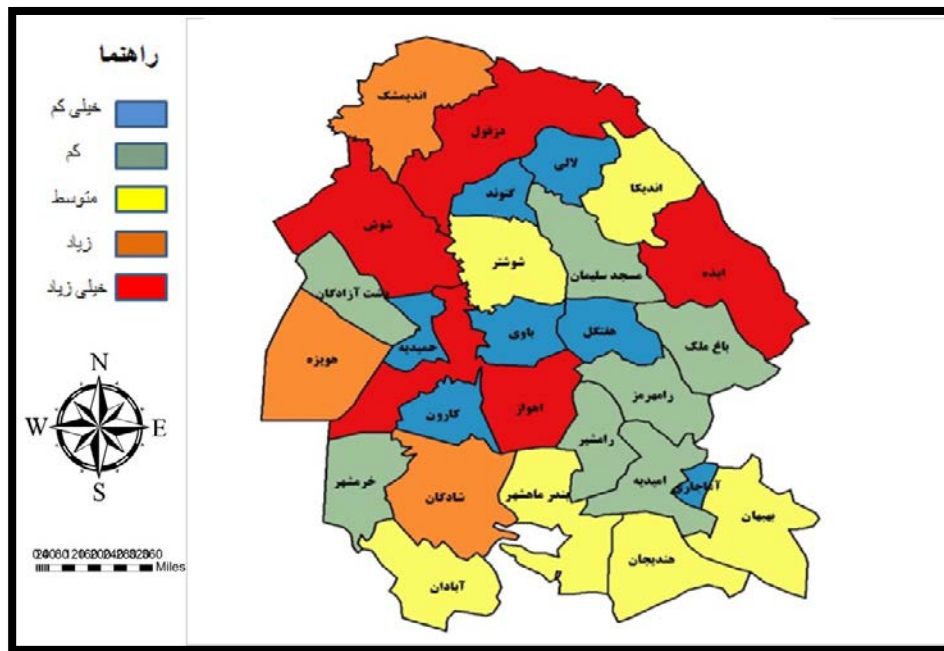 راهنما
خیلی کم
کم
متوسط
زیاد
خیلی زیاد
N
W E
S
Miles
اندیمشک
دزفول
لالی
اندیکا
گتوند
شوش
شوشتر
مسجد سلیمان
ایذه
دشت آزادگان
حمیدیه
باوی
هفتگل
باغ ملک
هویزه
کارون
اهواز
رامهرمز
رامشیر
خرمشهر
شادگان
بندر ماهشهر
امیدیه
آغاجاری
بهبهان
هندیجان
آبادان